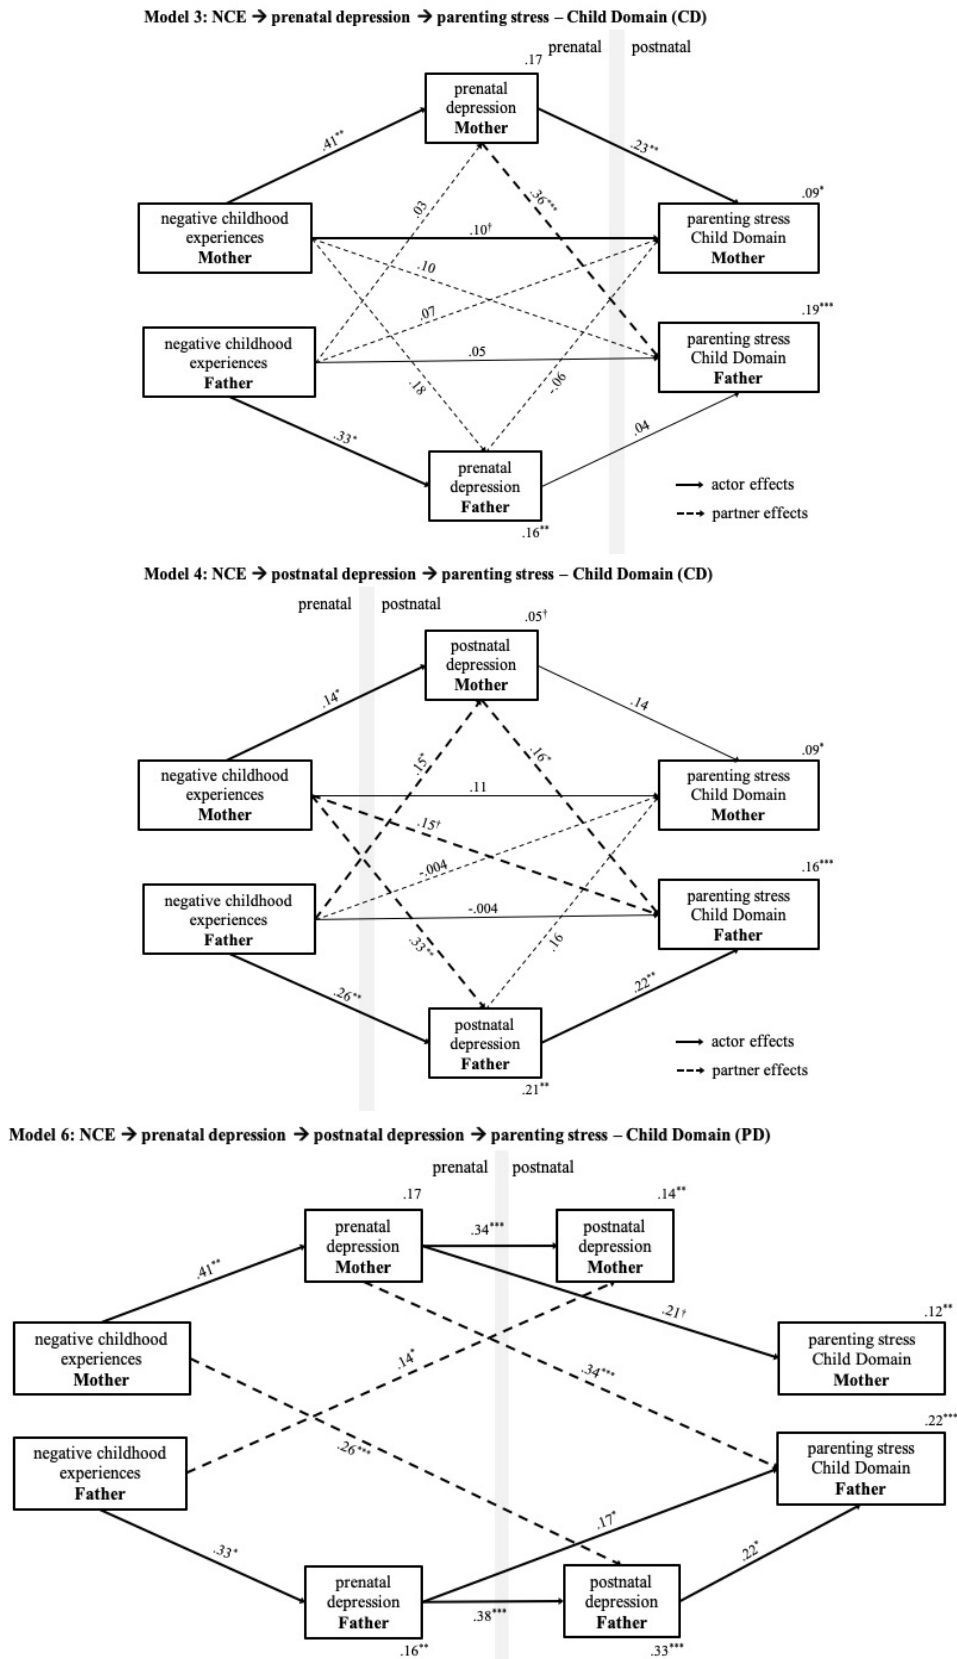 Model 3: NCE → prenatal depression → parenting stress – Child Domain (CD)
prenatal postnatal
.17
prenatal
depression
Mother
.41**
.23**
.09*
negative childhood
experiences
Mother
.03
.36***
parenting stress
Child Domain
Mother
.10†
.10
.07
.19***
negative childhood
experiences
Father
.05
parenting stress
Child Domain
Father
.18
-.06
.33*
.04
prenatal
depression
Father
.16**
actor effects
partner effects
Model 4: NCE → postnatal depression → parenting stress – Child Domain (CD)
prenatal postnatal
.05†
postnatal
depression
Mother
.14*
.14
.09*
negative childhood
experiences
Mother
.15*
.16*
parenting stress
Child Domain
Mother
.11
.15†
-.004
.16***
negative childhood
experiences
Father
-.004
parenting stress
Child Domain
Father
.33**
.16
.26**
.22**
postnatal
depression
Father
.21**
actor effects
partner effects
Model 6: NCE → prenatal depression → postnatal depression → parenting stress – Child Domain (PD)
prenatal postnatal
.17
.14**
prenatal
depression
Mother
.34***
postnatal
depression
Mother
.41**
.21†
.12**
negative childhood
experiences
Mother
parenting stress
Child Domain
Mother
.14*
.34***
.22***
negative childhood
experiences
Father
.26***
parenting stress
Child Domain
Father
.33*
.17*
.22*
prenatal
depression
Father
.38***
postnatal
depression
Father
.16**
.33***